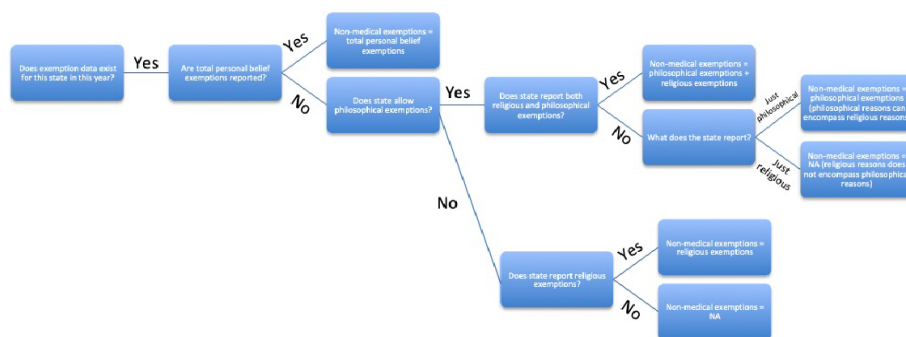 Does exemption data exist
for this state in this year?
Yes
Are total personal belief
exemptions reported?
Yes
Non-medical exemptions =
total personal belief
exemptions
No
Does state allow
philosophical exemptions?
Yes
Does state report both
religious and philosophical
exemptions?
Yes
Non-medical exemptions =
philosophical exemptions +
religious exemptions
No
What does the state report?
Just
philosophical
Non-medical exemptions =
philosophical exemptions
(philosophical reasons can
encompass religious reasons
Just
religious
Non-medical exemptions =
NA (religious reasons does
not encompass philosophical
reasons)
No
Does state report religious
exemptions?
Yes
Non-medical exemptions =
religious exemptions
No
Non-medical exemptions =
NA